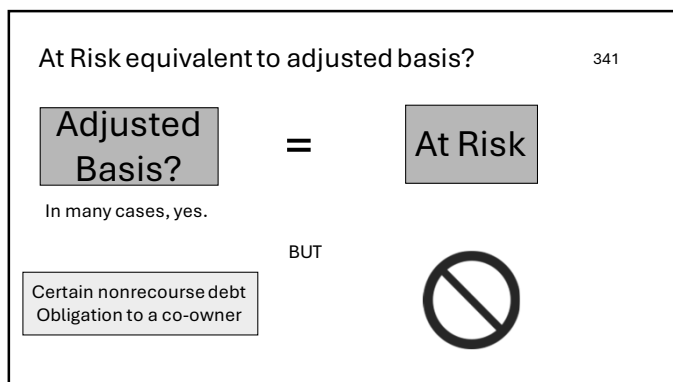 At Risk equivalent to adjusted basis?
341
Adjusted
Basis?
=
At Risk
In many cases, yes.
BUT
Certain nonrecourse debt
Obligation to a co-owner